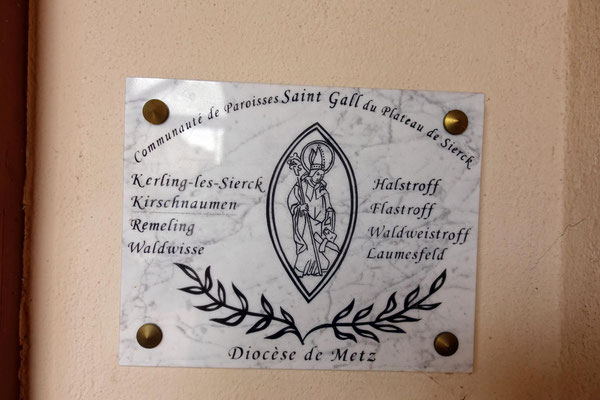 Communauté de Paroisses Saint Gall du Plateau de Sierck
Kerling-les-Sierck
Kirschnaumen
Remeling
Waldwisse
Halstroff
Flastroff
Waldweistroff
Laumesfeld
Diocèse de Metz